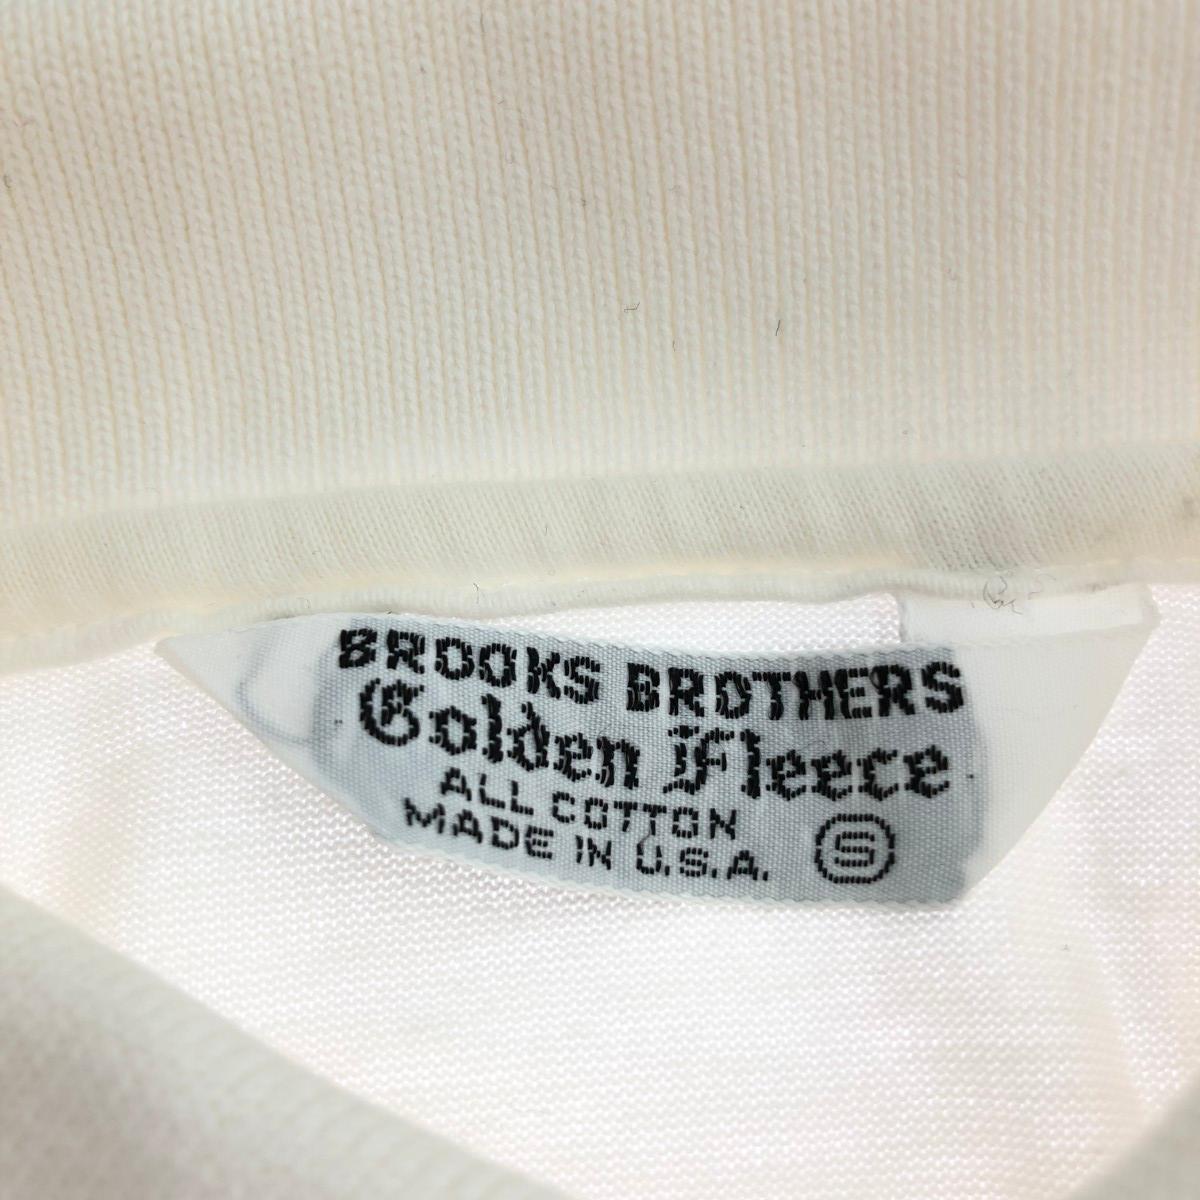 BROOKS BROTHERS
Golden Fleece
ALL COTTON
MADE IN U.S.A. S